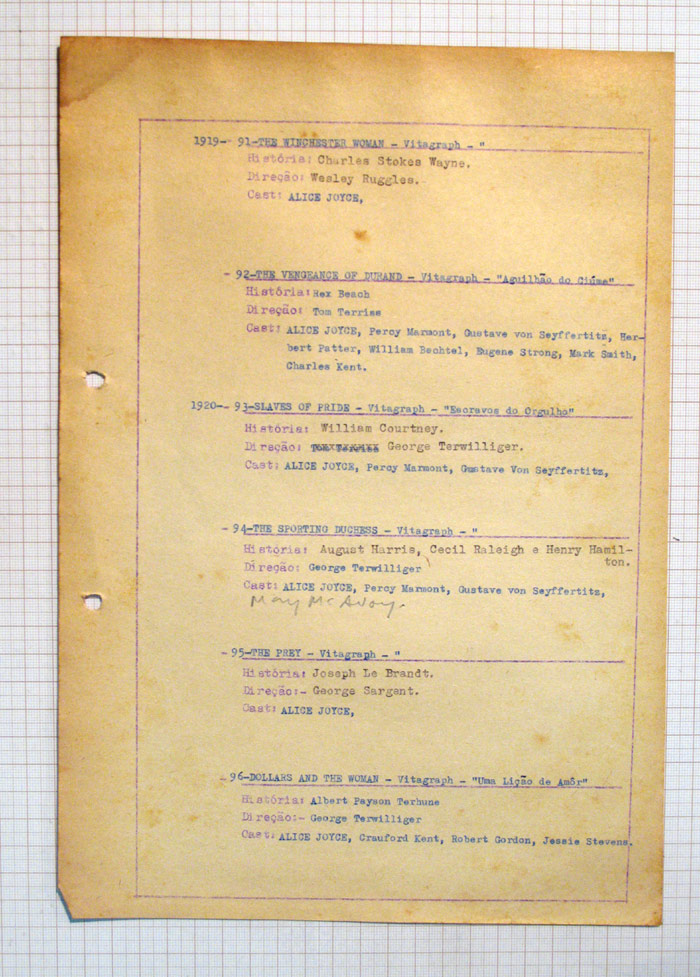 1919-- 91-THE WINCHESTER WOMAN - Vitagraph - "
História: Charles Stokes Wayne.
Direção: Wesley Ruggles.
Cast: ALICE JOYCE,
- 92-THE VENGEANCE OF DURAND - Vitagraph - "Aguilhão do Ciúme"
História: Rex Beach
Direção: Tom Terriss
Cast: ALICE JOYCE, Percy Marmont, Gustave von Seyffertitz, Her-
bert Patter, William Bechtel, Eugene Strong, Mark Smith,
Charles Kent.
1920-- 93-SLAVES OF PRIDE - Vitagraph - "Escravos do Orgulho"
História: William Courtney.
Direção: Tom Terriss George Terwilliger.
Cast: ALICE JOYCE, Percy Marmont, Gustave Von Seyffertitz,
- 94-THE SPORTING DUCHESS - Vitagraph - "
História: August Harris, Cecil Raleigh e Henry Hamil-
ton.
Direção: George Terwilliger
Cast: ALICE JOYCE, Percy Marmont, Gustave von Seyffertitz,
May Mc Avoy.
- 95-THE PREY - Vitagraph - "
História: Joseph Le Brandt.
Direção:- George Sargent.
Cast: ALICE JOYCE,
- 96-DOLLARS AND THE WOMAN - Vitagraph - "Uma Lição de Amôr"
História: Albert Payson Terhune
Direção:- George Terwilliger
Cast: ALICE JOYCE, Crauford Kent, Robert Gordon, Jessie Stevens.